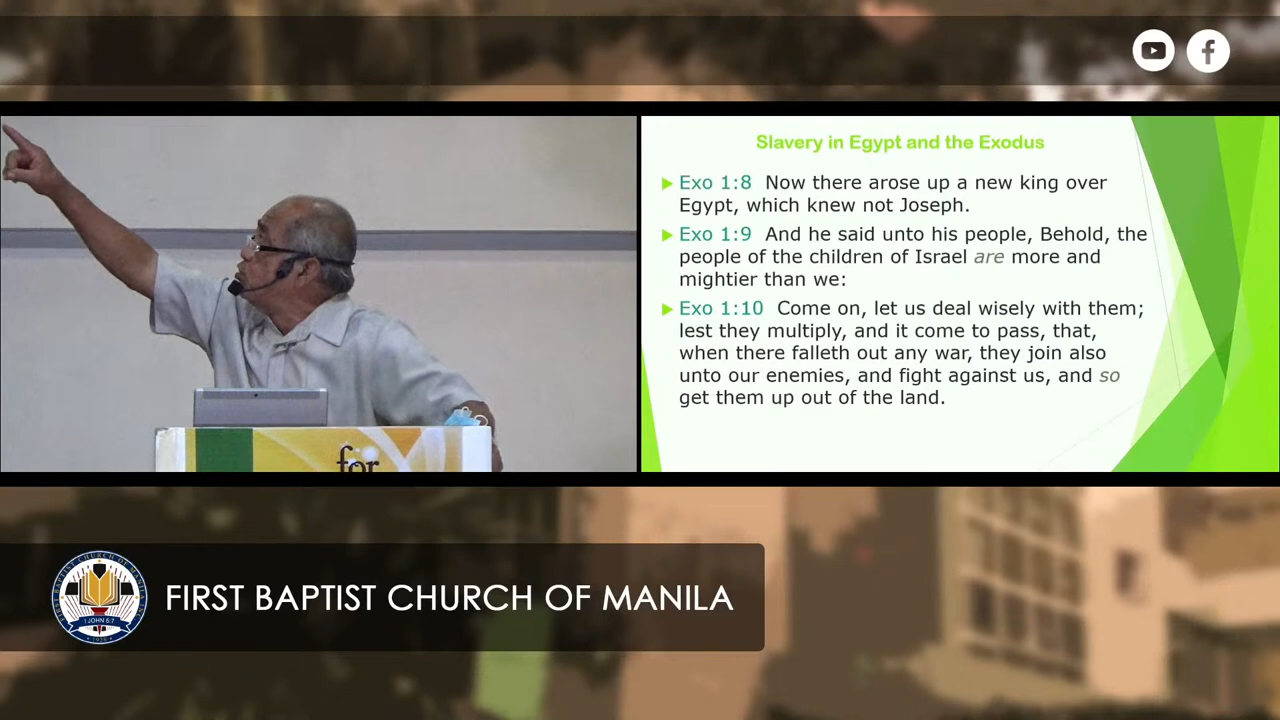 Slavery in Egypt and the Exodus
Exo 1:8 Now there arose up a new king over
Egypt, which knew not Joseph.
Exo 1:9 And he said unto his people, Behold, the
people of the children of Israel are more and
mightier than we:
Exo 1:10 Come on, let us deal wisely with them;
lest they multiply, and it come to pass, that,
when there falleth out any war, they join also
unto our enemies, and fight against us, and so
get them up out of the land.
for
FIRST BAPTIST CHURCH OF MANILA
I JOHN 5:7